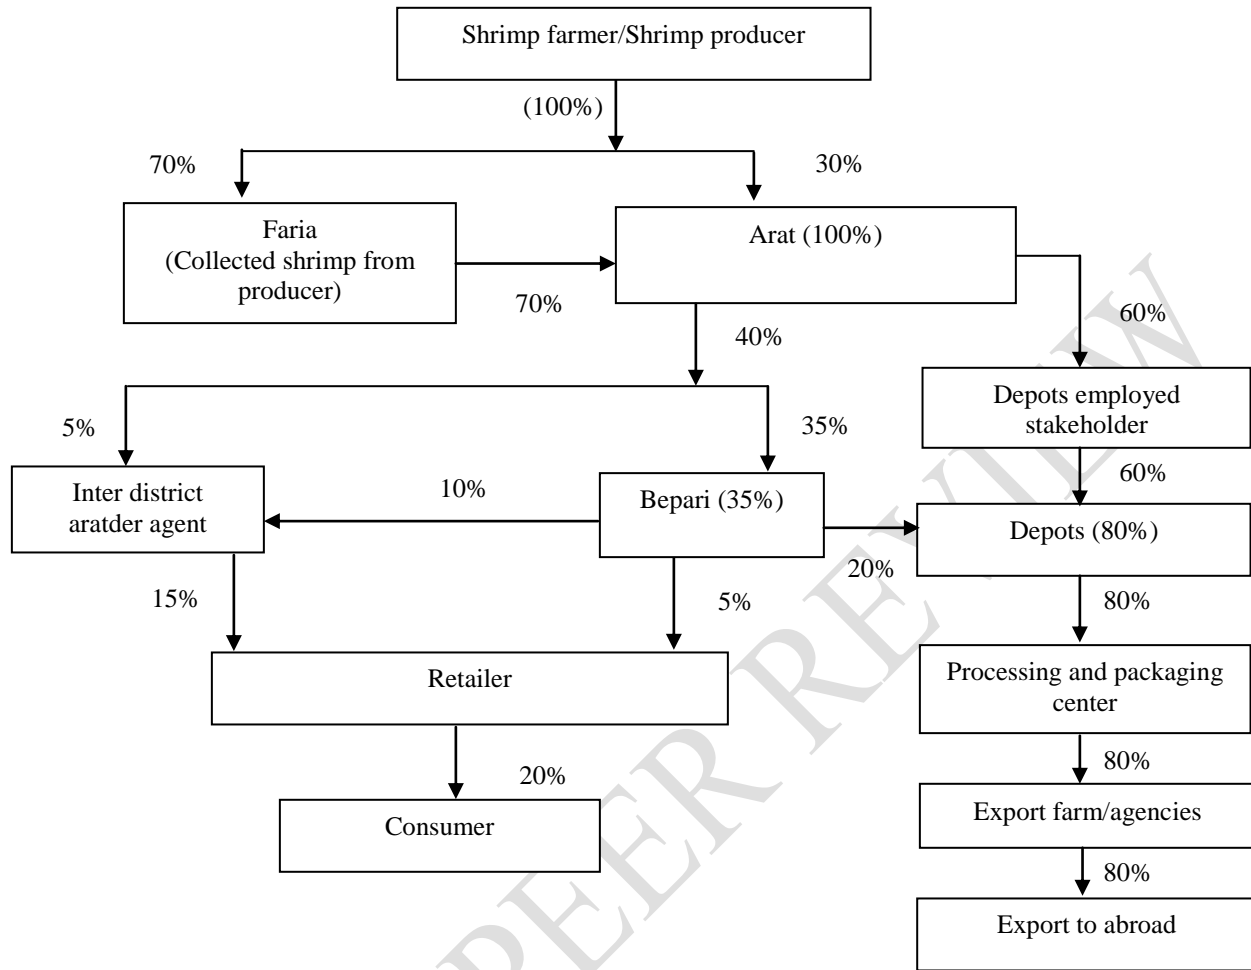 Shrimp farmer/Shrimp producer
(100%)
70%
30%
Faria
(Collected shrimp from
producer)
Arat (100%)
70%
60%
40%
Depots employed
stakeholder
5%
35%
60%
Inter district
aratder agent
10%
Bepari (35%)
Depots (80%)
20%
15%
5%
80%
Retailer
Processing and packaging
center
20%
80%
Consumer
Export farm/agencies
80%
Export to abroad
PEER REVIEW